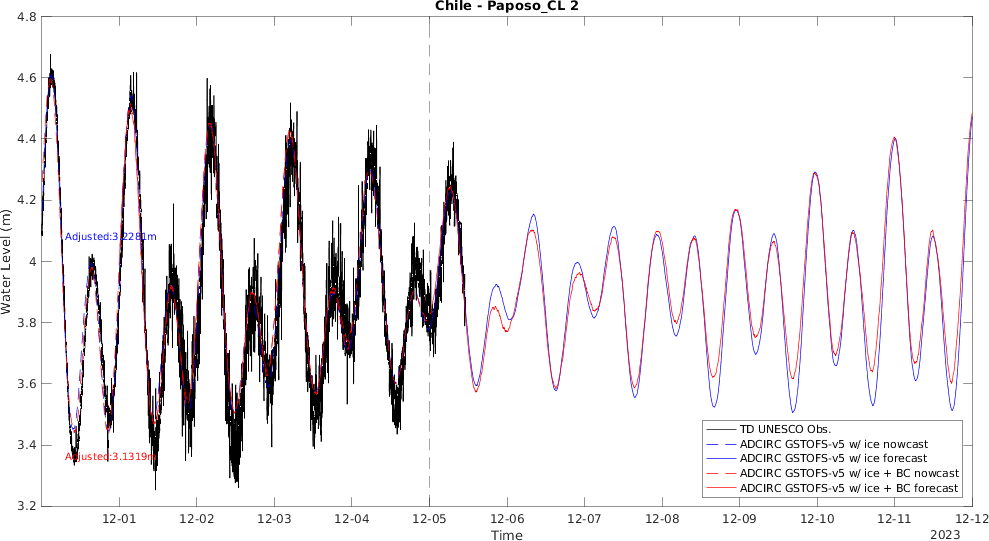 Chile - Paposo_CL 2
4.8
4.6
4.4
4.2
4
3.8
3.6
3.4
3.2
Water Level (m)
Adjusted:3.2281m
Adjusted:3.1319m
TD UNESCO Obs.
ADCIRC GSTOFS-v5 w/ ice nowcast
ADCIRC GSTOFS-v5 w/ ice forecast
ADCIRC GSTOFS-v5 w/ ice + BC nowcast
ADCIRC GSTOFS-v5 w/ ice + BC forecast
12-01 12-02 12-03 12-04 12-05 12-06 12-07 12-08 12-09 12-10 12-11 12-12
Time
2023